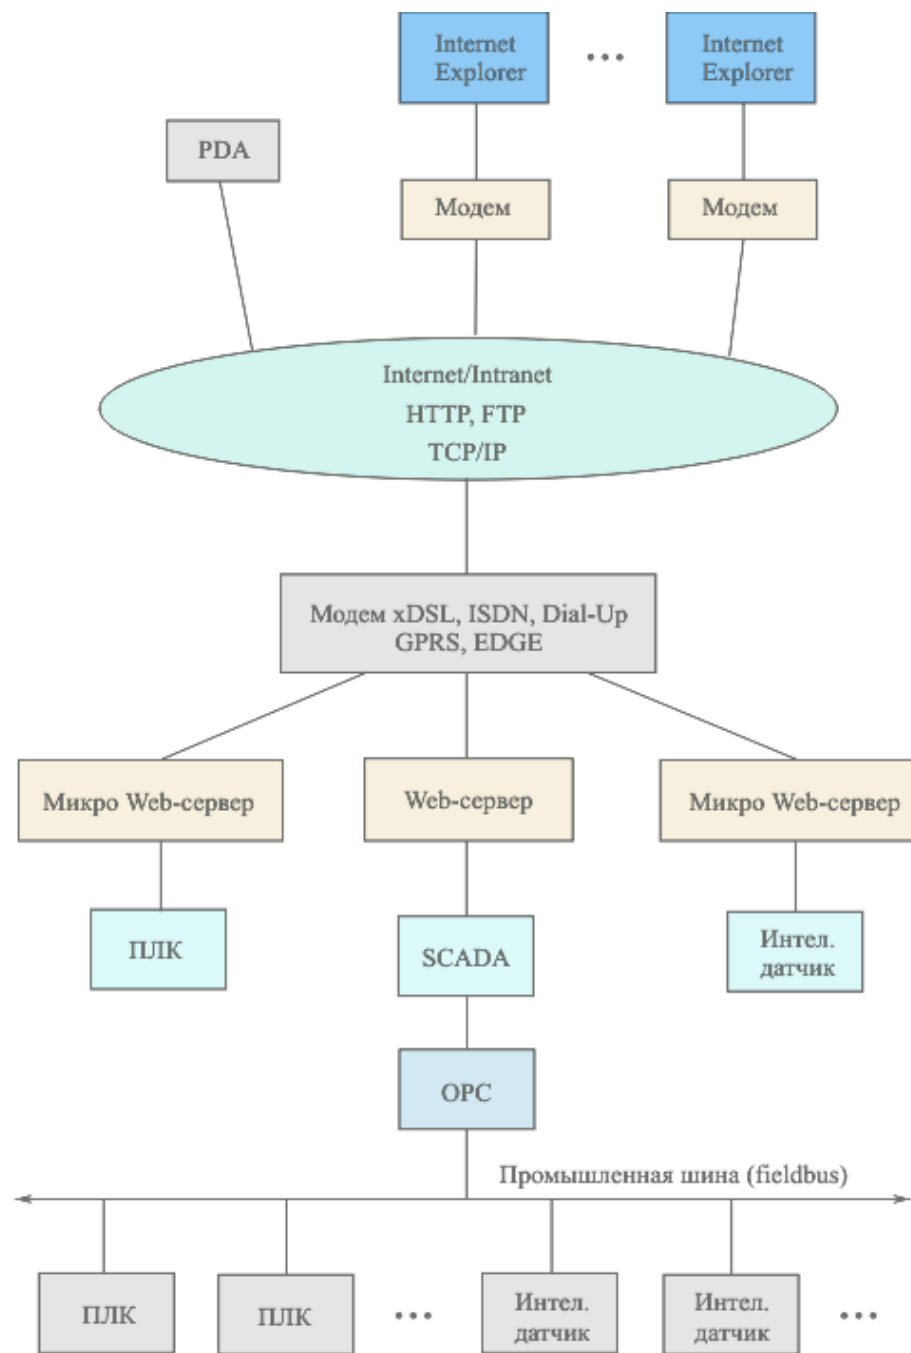 Internet
Explorer
...
Internet
Explorer
PDA
Модем
Модем
Internet/Intranet
HTTP, FTP
TCP/IP
Модем xDSL, ISDN, Dial-Up
GPRS, EDGE
Микро Web-сервер
Web-сервер
Микро Web-сервер
ПЛК
SCADA
Интел.
датчик
OPC
Промышленная шина (fieldbus)
ПЛК
ПЛК
...
Интел.
датчик
Интел.
датчик
...